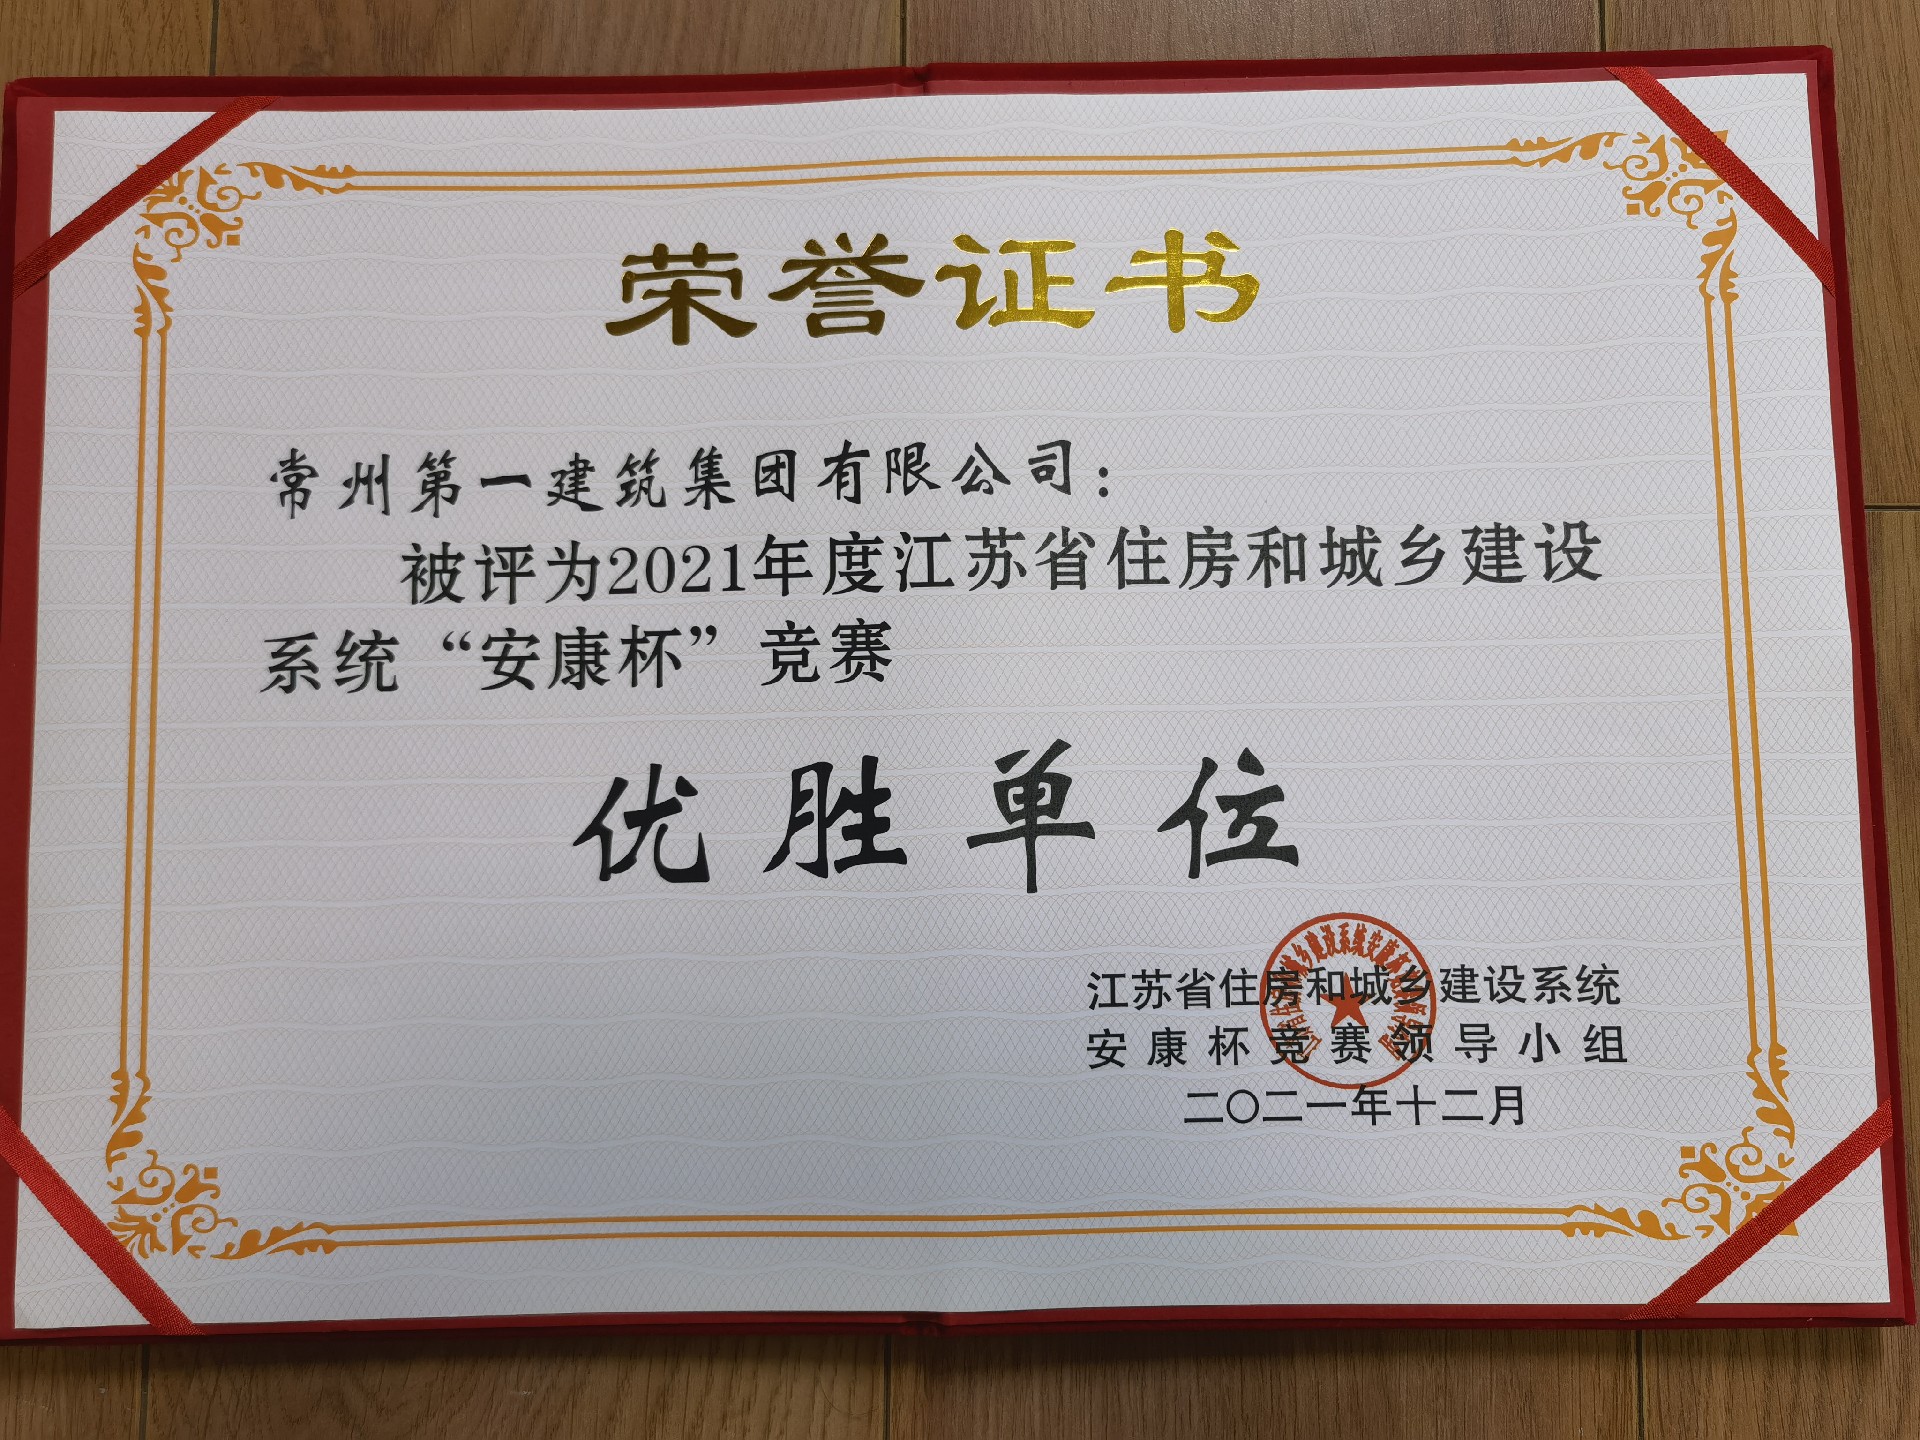 荣誉证书
常州第一建筑集团有限公司：
被评为2021年度江苏省住房和城乡建设
系统“安康杯”竞赛
优胜单位
江苏省住房和城乡建设系统
安康杯竞赛领导小组
二〇二一年十二月